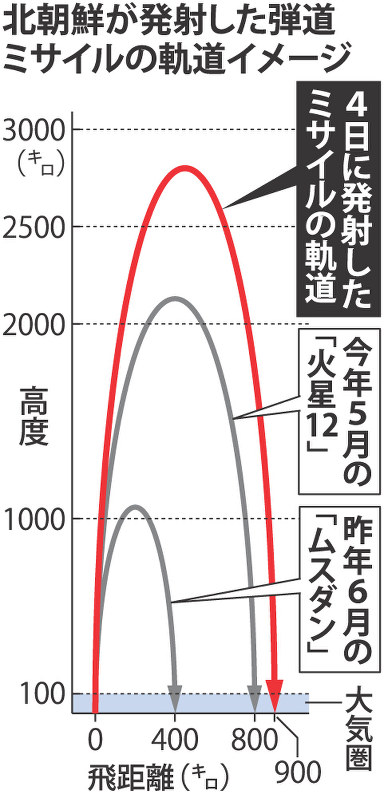 北朝鮮が発射した弾道
ミサイルの軌道イメージ
3000
(キロ)
2500
2000
1000
100
高度
4日に発射した
ミサイルの軌道
今年5月の
「火星12」
昨年6月の
「ムスダン」
大気圏
0
400
800
900
飛距離(キロ)